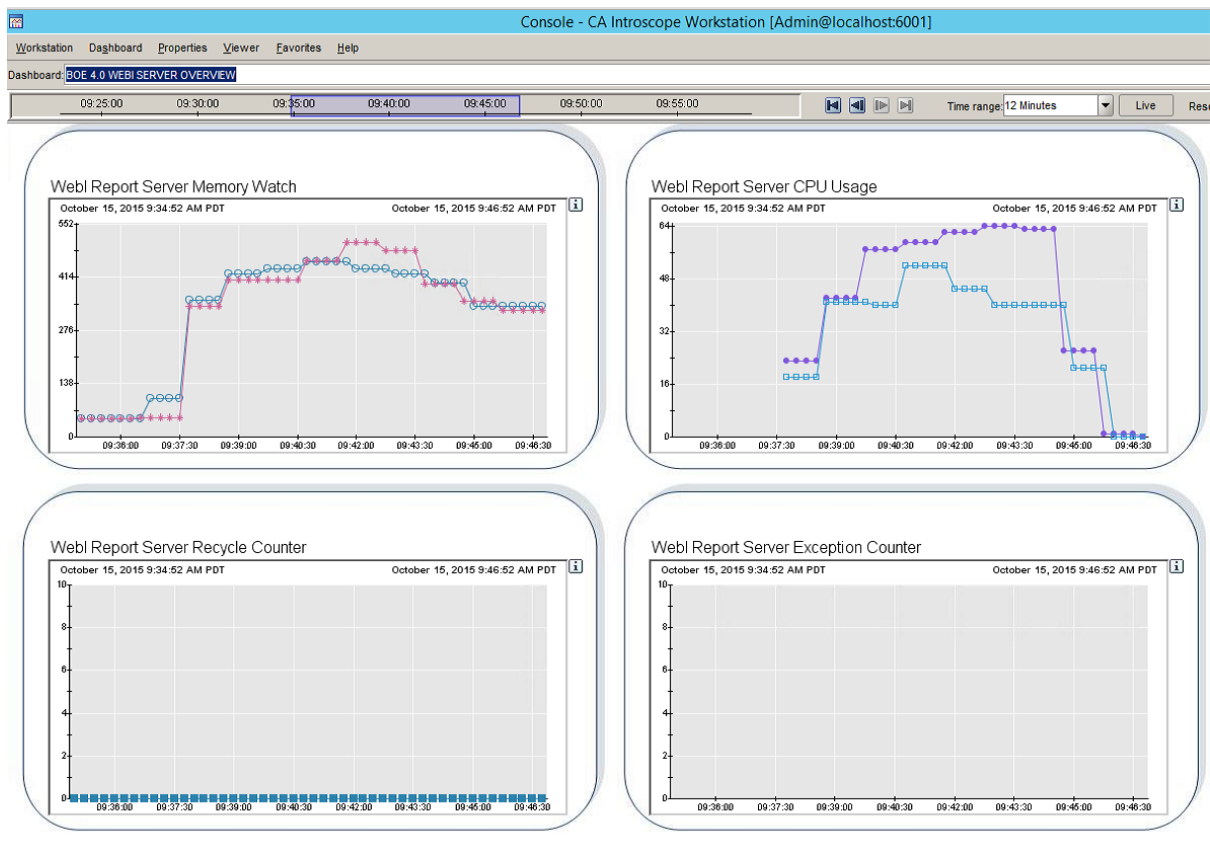 Console - CA Introscope Workstation [Admin@localhost:6001]
Workstation Dashboard Properties Viewer Favorites Help
Dashboard: BOE 4.0 WEBI SERVER OVERVIEW
09:25:00 09:30:00 09:35:00 09:40:00 09:45:00 09:50:00 09:55:00 Time range: 12 Minutes Live Rese
WebI Report Server Memory Watch
October 15, 2015 9:34:52 AM PDT October 15, 2015 9:46:52 AM PDT i
552
414
276
138
0
09:36:00 09:37:30 09:39:00 09:40:30 09:42:00 09:43:30 09:45:00 09:46:30
WebI Report Server CPU Usage
October 15, 2015 9:34:52 AM PDT October 15, 2015 9:46:52 AM PDT i
64
48
32
16
0
09:36:00 09:37:30 09:39:00 09:40:30 09:42:00 09:43:30 09:45:00 09:46:30
WebI Report Server Recycle Counter
October 15, 2015 9:34:52 AM PDT October 15, 2015 9:46:52 AM PDT i
10
8
6
4
2
0
09:36:00 09:37:30 09:39:00 09:40:30 09:42:00 09:43:30 09:45:00 09:46:30
WebI Report Server Exception Counter
October 15, 2015 9:34:52 AM PDT October 15, 2015 9:46:52 AM PDT i
10
8
6
4
2
0
09:36:00 09:37:30 09:39:00 09:40:30 09:42:00 09:43:30 09:45:00 09:46:30